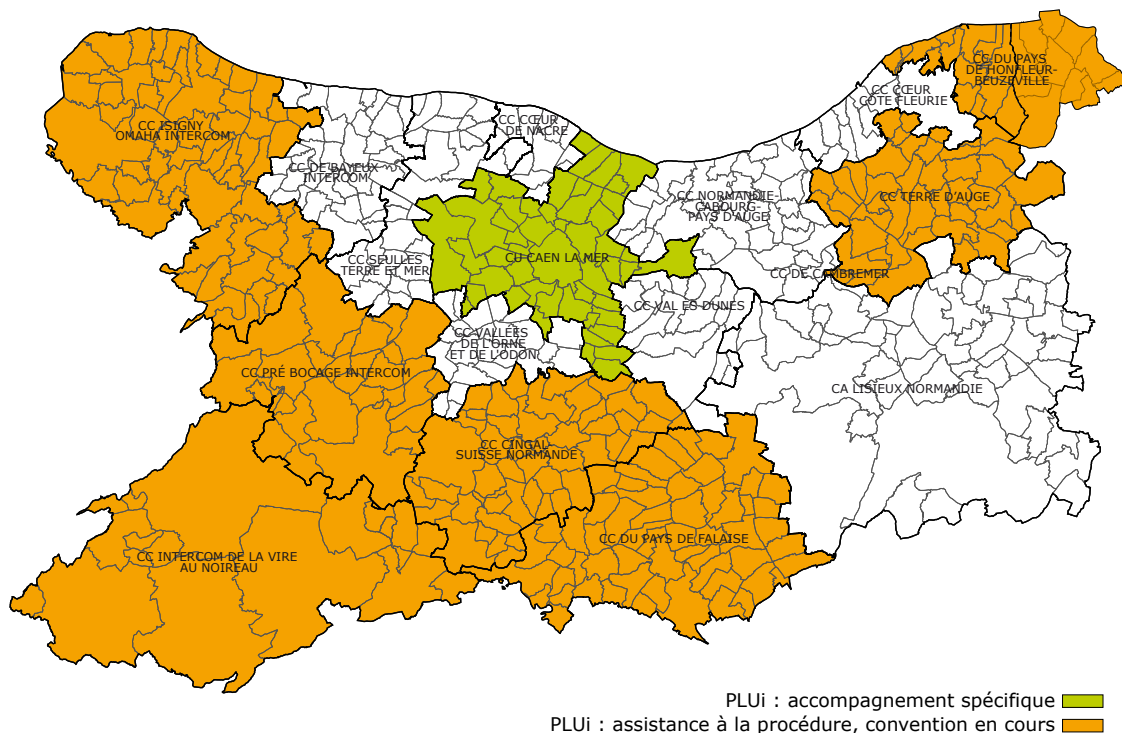 CC DU PAYS
DE HONFLEUR-
BEUZEVILLE
CC CŒUR
CÔTE FLEURIE
CC CŒUR
DE NACRE
CC ISIGNY
OMAHA INTERCOM
CC DE BAYEUX
INTERCOM
CC NORMANDIE-
CABOURG-
PAYS D'AUGE
CC TERRE D'AUGE
CC SEULLES
TERRE ET MER
CU CAEN LA MER
CC DE CAMBREMER
CC VAL ES DUNES
CC VALLÉES
DE L'ORNE
ET DE L'ODON
CC PRÉ BOCAGE INTERCOM
CA LISIEUX NORMANDIE
CC CINGAL-
SUISSE NORMANDE
CC DU PAYS DE FALAISE
CC INTERCOM DE LA VIRE
AU NOIREAU
PLUi : accompagnement spécifique
PLUi : assistance à la procédure, convention en cours